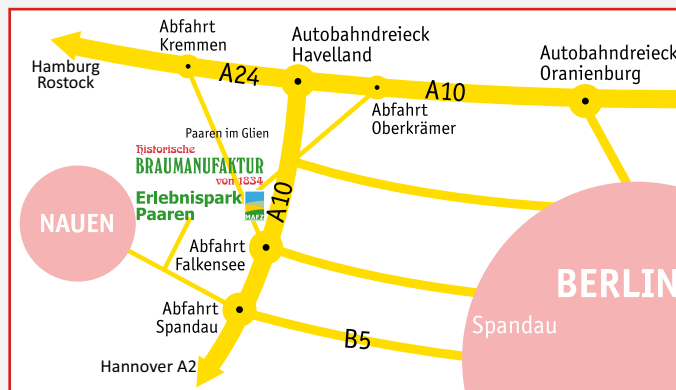 Abfahrt
Kremmen
Autobahndreieck
Havelland
Autobahndreieck
Oranienburg
Hamburg
Rostock
A24
A10
Abfahrt
Oberkrämer
Paaren im Glien
historische
BRAUMANUFAKTUR
von 1834
Erlebnispark
Paaren
MAFZ
A10
NAUEN
Abfahrt
Falkensee
BERLIN
Abfahrt
Spandau
Spandau
B5
Hannover A2